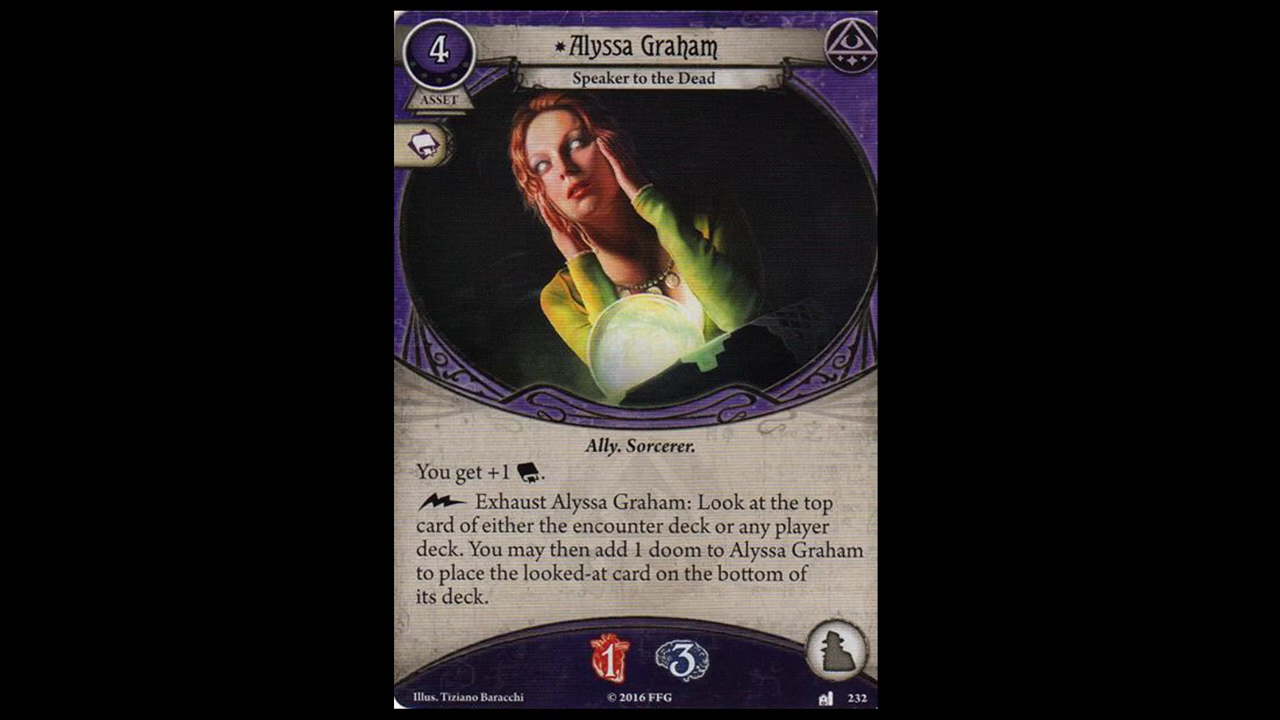 4
Alyssa Graham
Speaker to the Dead
ASSET
Ally. Sorcerer.
You get +1 .
Exhaust Alyssa Graham: Look at the top
card of either the encounter deck or any player
deck. You may then add 1 doom to Alyssa Graham
to place the looked-at card on the bottom of
its deck.
1 3
Illus. Tiziano Baracchi © 2016 FFG 232